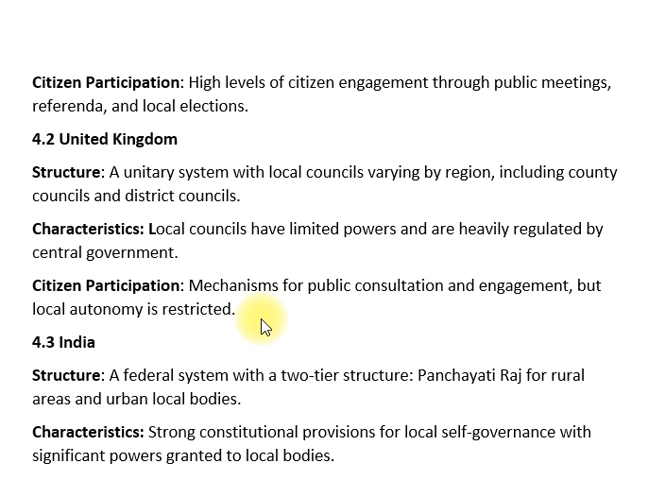 Citizen Participation: High levels of citizen engagement through public meetings,
referenda, and local elections.
4.2 United Kingdom
Structure: A unitary system with local councils varying by region, including county
councils and district councils.
Characteristics: Local councils have limited powers and are heavily regulated by
central government.
Citizen Participation: Mechanisms for public consultation and engagement, but
local autonomy is restricted.
4.3 India
Structure: A federal system with a two-tier structure: Panchayati Raj for rural
areas and urban local bodies.
Characteristics: Strong constitutional provisions for local self-governance with
significant powers granted to local bodies.